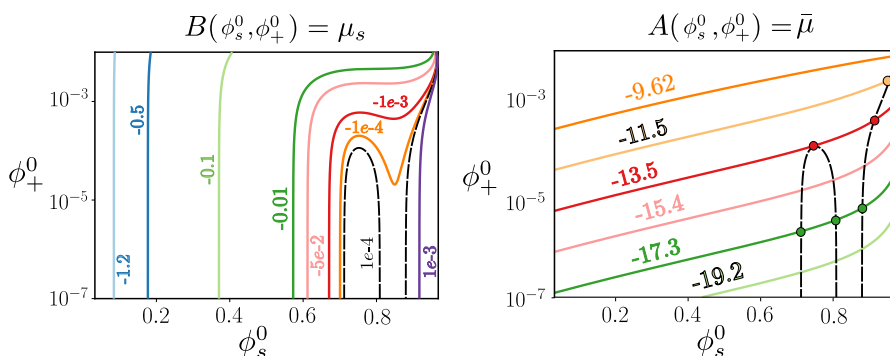 B(ϕ_s^0, ϕ_+^0) = μ_s
A(ϕ_s^0, ϕ_+^0) = μ̄
10^−3
10^−5
10^−7
ϕ_+^0
-1.2
-0.5
-0.1
-0.01
-5e-2
-1e-3
-1e-4
1e-4
1e-3
0.2
0.4
0.6
0.8
ϕ_s^0
10^−3
10^−5
10^−7
ϕ_+^0
-9.62
-11.5
-13.5
-15.4
-17.3
-19.2
0.2
0.4
0.6
0.8
ϕ_s^0